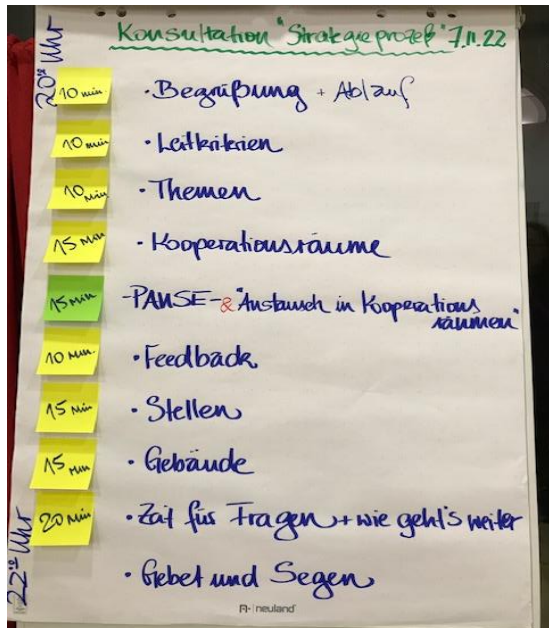 Konsultation "Strategieprozeß" 7.11.22
20⁰⁰ Uhr
10 min
• Begrüßung + Ablauf
10 min
• Leitkriterien
10 min
• Themen
15 Min
• Kooperationsräume
15 Min
- PAUSE - & "Austausch in Kooperations
räumen"
10 Min.
• Feedback
15 Min
• Stellen
15 Min
• Gebäude
20 Min
• Zeit für Fragen + wie geht's weiter
22⁰⁰ Uhr
• Gebet und Segen
neuland